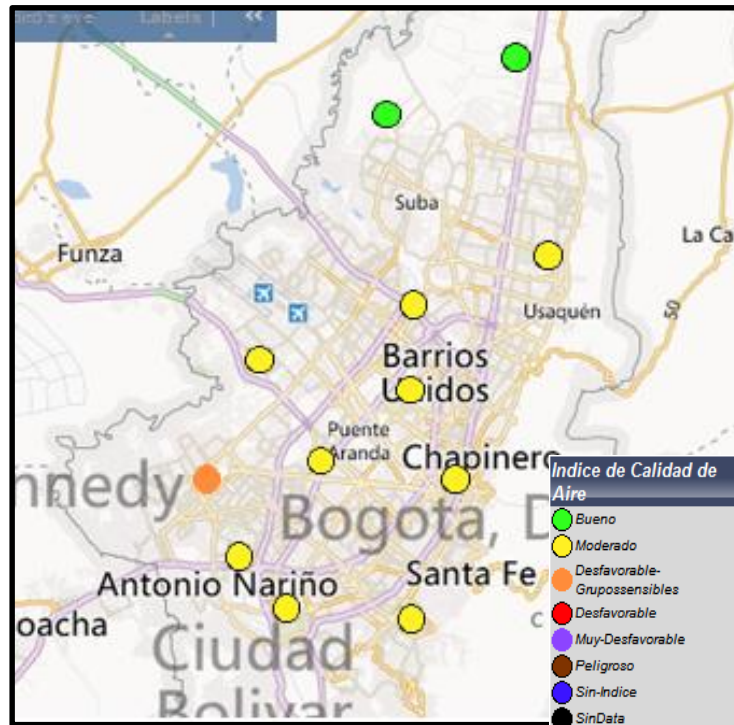 Labels | «
Suba
La Ca
Funza
50
Usaquén
Barrios
Unidos
Puente
Aranda
Chapinero
nnedy
Bogota, D
Antonio Nariño
Santa Fe
oacha
Ciudad
Bolivar
Indice de Calidad de
Aire
Bueno
Moderado
Desfavorable-
Grupossensibles
Desfavorable
Muy-Desfavorable
Peligroso
Sin-Indice
SinData